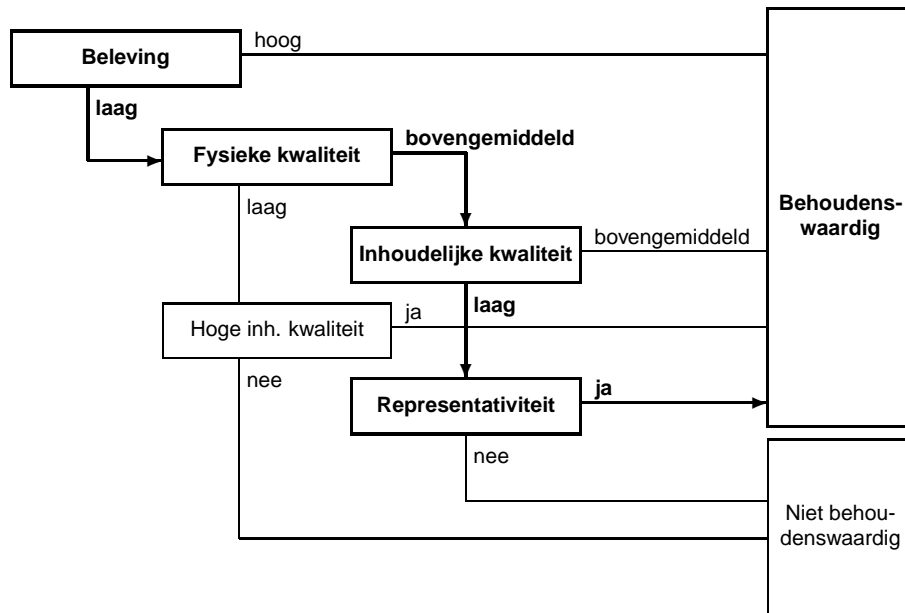 hoog
Beleving
laag
bovengemiddeld
Fysieke kwaliteit
laag
Behoudens-
waardig
bovengemiddeld
Inhoudelijke kwaliteit
laag
ja
Hoge inh. kwaliteit
nee
ja
Representativiteit
nee
Niet behou-
denswaardig